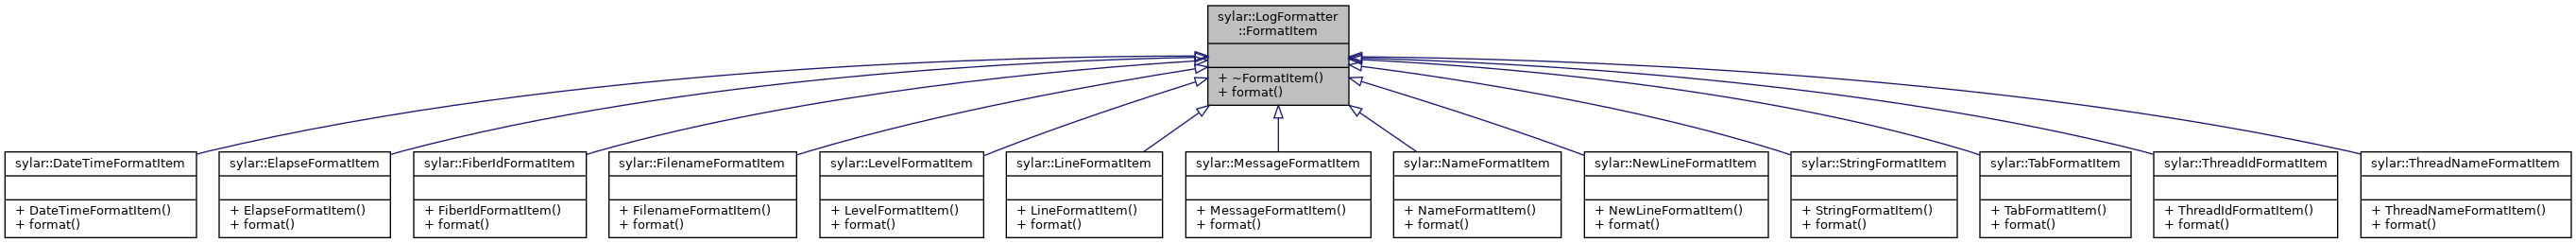 sylar::LogFormatter
::FormatItem
+ ~FormatItem()
+ format()
sylar::DateTimeFormatItem
+ DateTimeFormatItem()
+ format()
sylar::ElapseFormatItem
+ ElapseFormatItem()
+ format()
sylar::FiberIdFormatItem
+ FiberIdFormatItem()
+ format()
sylar::FilenameFormatItem
+ FilenameFormatItem()
+ format()
sylar::LevelFormatItem
+ LevelFormatItem()
+ format()
sylar::LineFormatItem
+ LineFormatItem()
+ format()
sylar::MessageFormatItem
+ MessageFormatItem()
+ format()
sylar::NameFormatItem
+ NameFormatItem()
+ format()
sylar::NewLineFormatItem
+ NewLineFormatItem()
+ format()
sylar::StringFormatItem
+ StringFormatItem()
+ format()
sylar::TabFormatItem
+ TabFormatItem()
+ format()
sylar::ThreadIdFormatItem
+ ThreadIdFormatItem()
+ format()
sylar::ThreadNameFormatItem
+ ThreadNameFormatItem()
+ format()